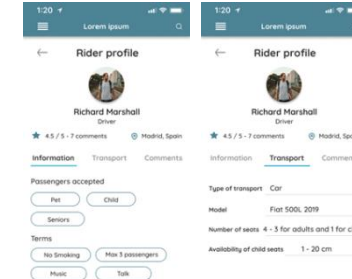 1:20
Lorem ipsum
Rider profile
Richard Marshall
Driver
4.5 / 5 - 7 comments
Madrid, Spain
Information Transport Comments
Passengers accepted
Pet Child
Seniors
Terms
No Smoking Max 3 passengers
Music Talk
1:20
Lorem ipsum
Rider profile
Richard Marshall
Driver
4.5 / 5 - 7 comments
Madrid, Spa
Information Transport Commen
Type of transport Car
Model Fiat 500L 2019
Number of seats 4 - 3 for adults and 1 for c
Availability of child seats 1 - 20 cm